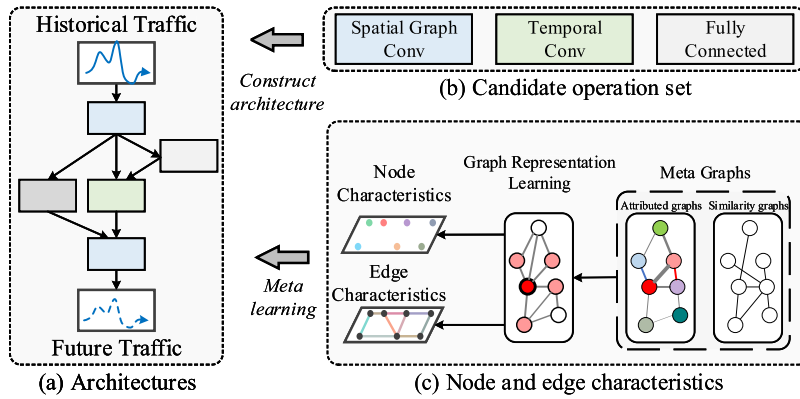 Historical Traffic
Future Traffic
(a) Architectures
Construct
architecture
Meta
learning
Spatial Graph
Conv
Temporal
Conv
Fully
Connected
(b) Candidate operation set
Node
Characteristics
Edge
Characteristics
Graph Representation
Learning
Meta Graphs
Attributed graphs
Similarity graphs
(c) Node and edge characteristics